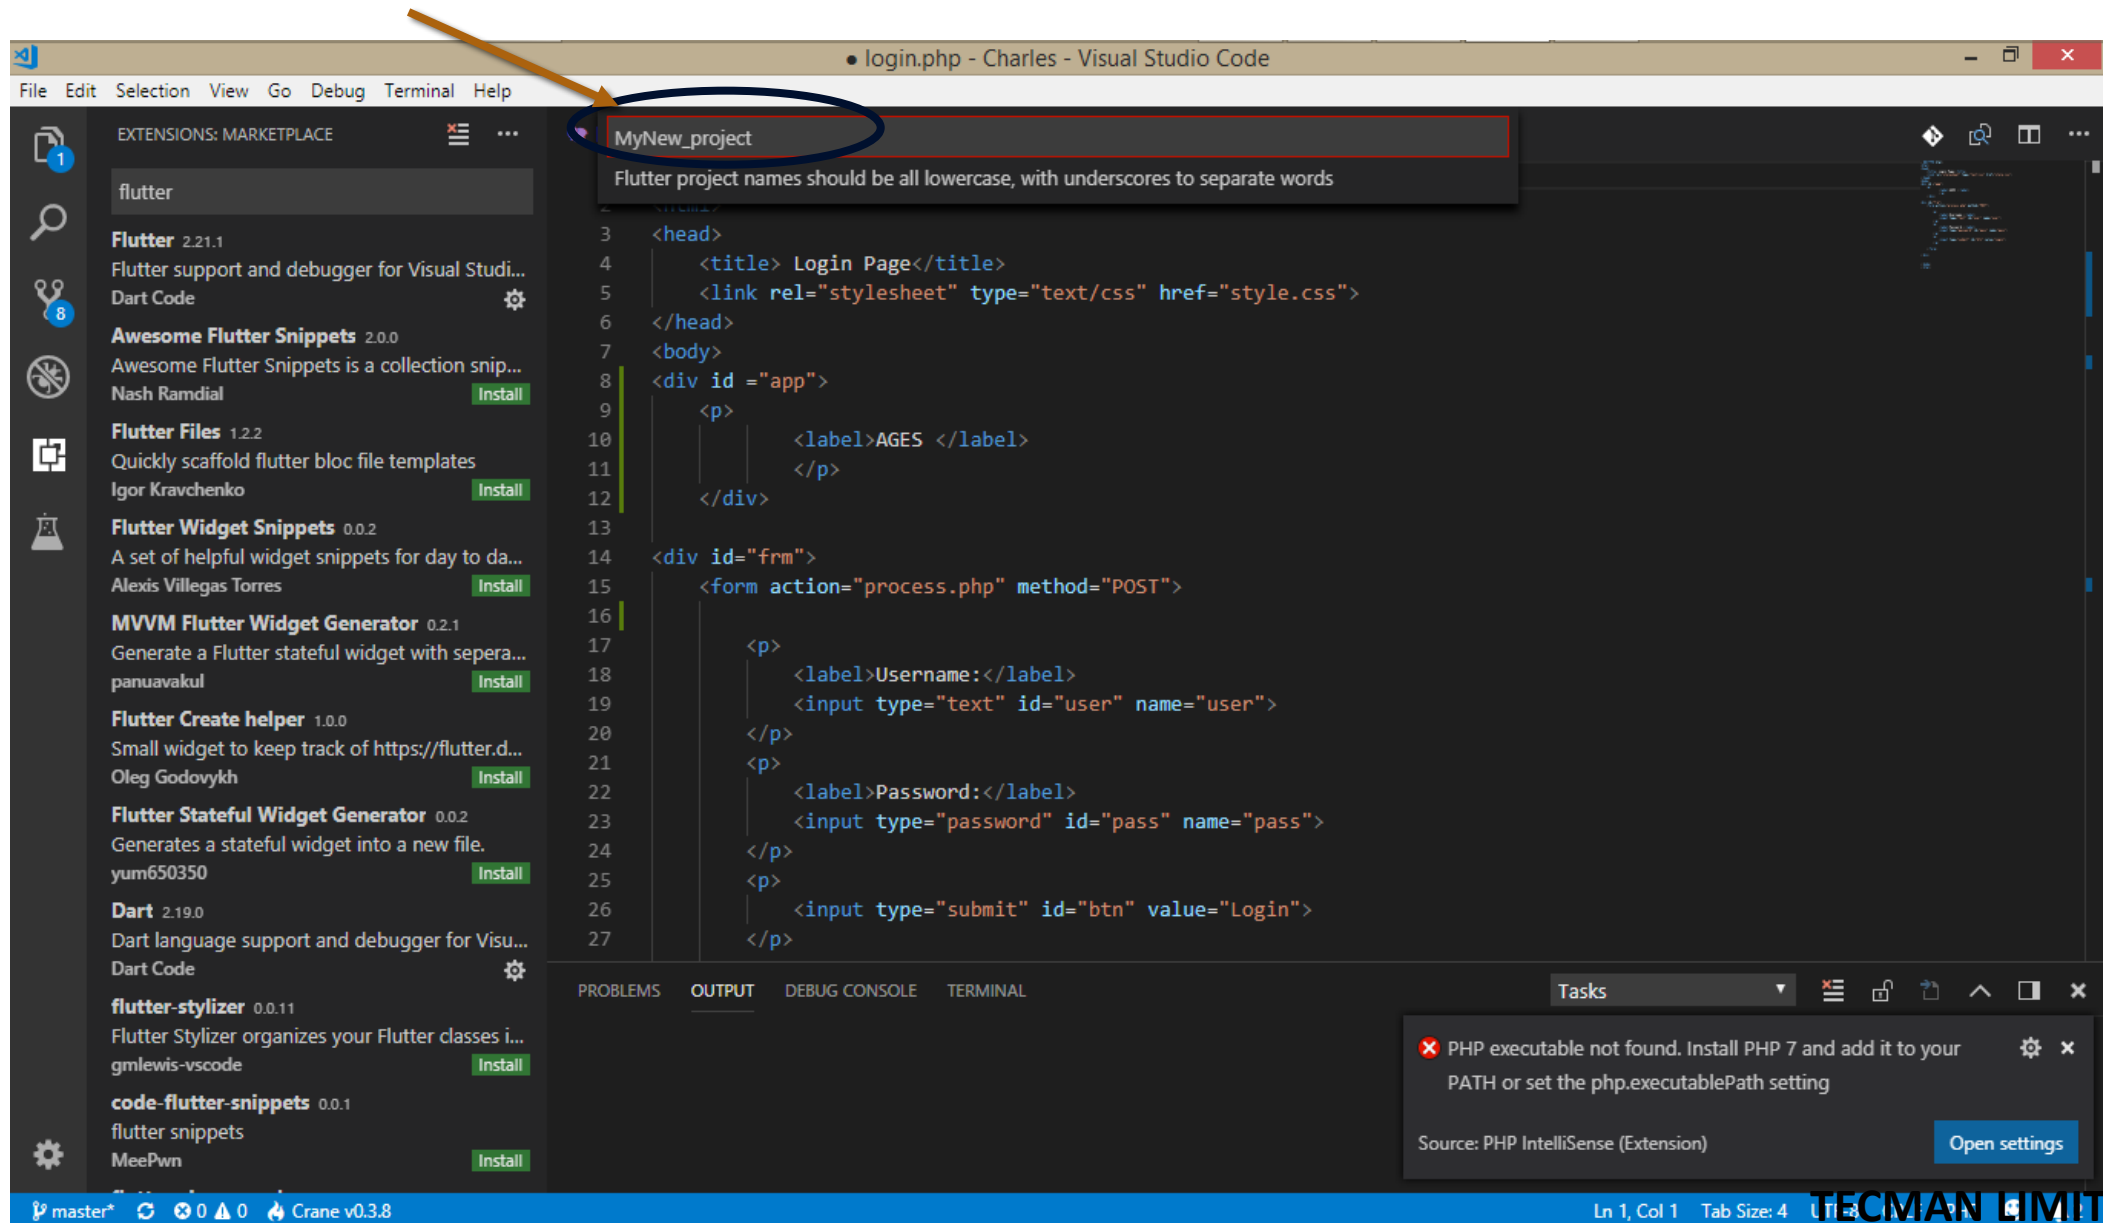 ● login.php - Charles - Visual Studio Code
File Edit Selection View Go Debug Terminal Help
EXTENSIONS: MARKETPLACE
1
8
flutter
Flutter 2.21.1
Flutter support and debugger for Visual Studi...
Dart Code
Awesome Flutter Snippets 2.0.0
Awesome Flutter Snippets is a collection snip...
Nash Ramdial Install
Flutter Files 1.2.2
Quickly scaffold flutter bloc file templates
Igor Kravchenko Install
Flutter Widget Snippets 0.0.2
A set of helpful widget snippets for day to da...
Alexis Villegas Torres Install
MVVM Flutter Widget Generator 0.2.1
Generate a Flutter stateful widget with sepera...
panuavakul Install
Flutter Create helper 1.0.0
Small widget to keep track of https://flutter.d...
Oleg Godovykh Install
Flutter Stateful Widget Generator 0.0.2
Generates a stateful widget into a new file.
yum650350 Install
Dart 2.19.0
Dart language support and debugger for Visu...
Dart Code
flutter-stylizer 0.0.11
Flutter Stylizer organizes your Flutter classes i...
gmlewis-vscode Install
code-flutter-snippets 0.0.1
flutter snippets
MeePwn Install
MyNew_project
Flutter project names should be all lowercase, with underscores to separate words
2 <html>
3 <head>
4 <title> Login Page</title>
5 <link rel="stylesheet" type="text/css" href="style.css">
6 </head>
7 <body>
8 <div id ="app">
9 <p>
10 <label>AGES </label>
11 </p>
12 </div>
13
14 <div id="frm">
15 <form action="process.php" method="POST">
16
17 <p>
18 <label>Username:</label>
19 <input type="text" id="user" name="user">
20 </p>
21 <p>
22 <label>Password:</label>
23 <input type="password" id="pass" name="pass">
24 </p>
25 <p>
26 <input type="submit" id="btn" value="Login">
27 </p>
PROBLEMS OUTPUT DEBUG CONSOLE TERMINAL
Tasks
PHP executable not found. Install PHP 7 and add it to your
PATH or set the php.executablePath setting
Source: PHP IntelliSense (Extension) Open settings
master* 0 0 Crane v0.3.8
Ln 1, Col 1 Tab Size: 4
TECMAN LIMIT